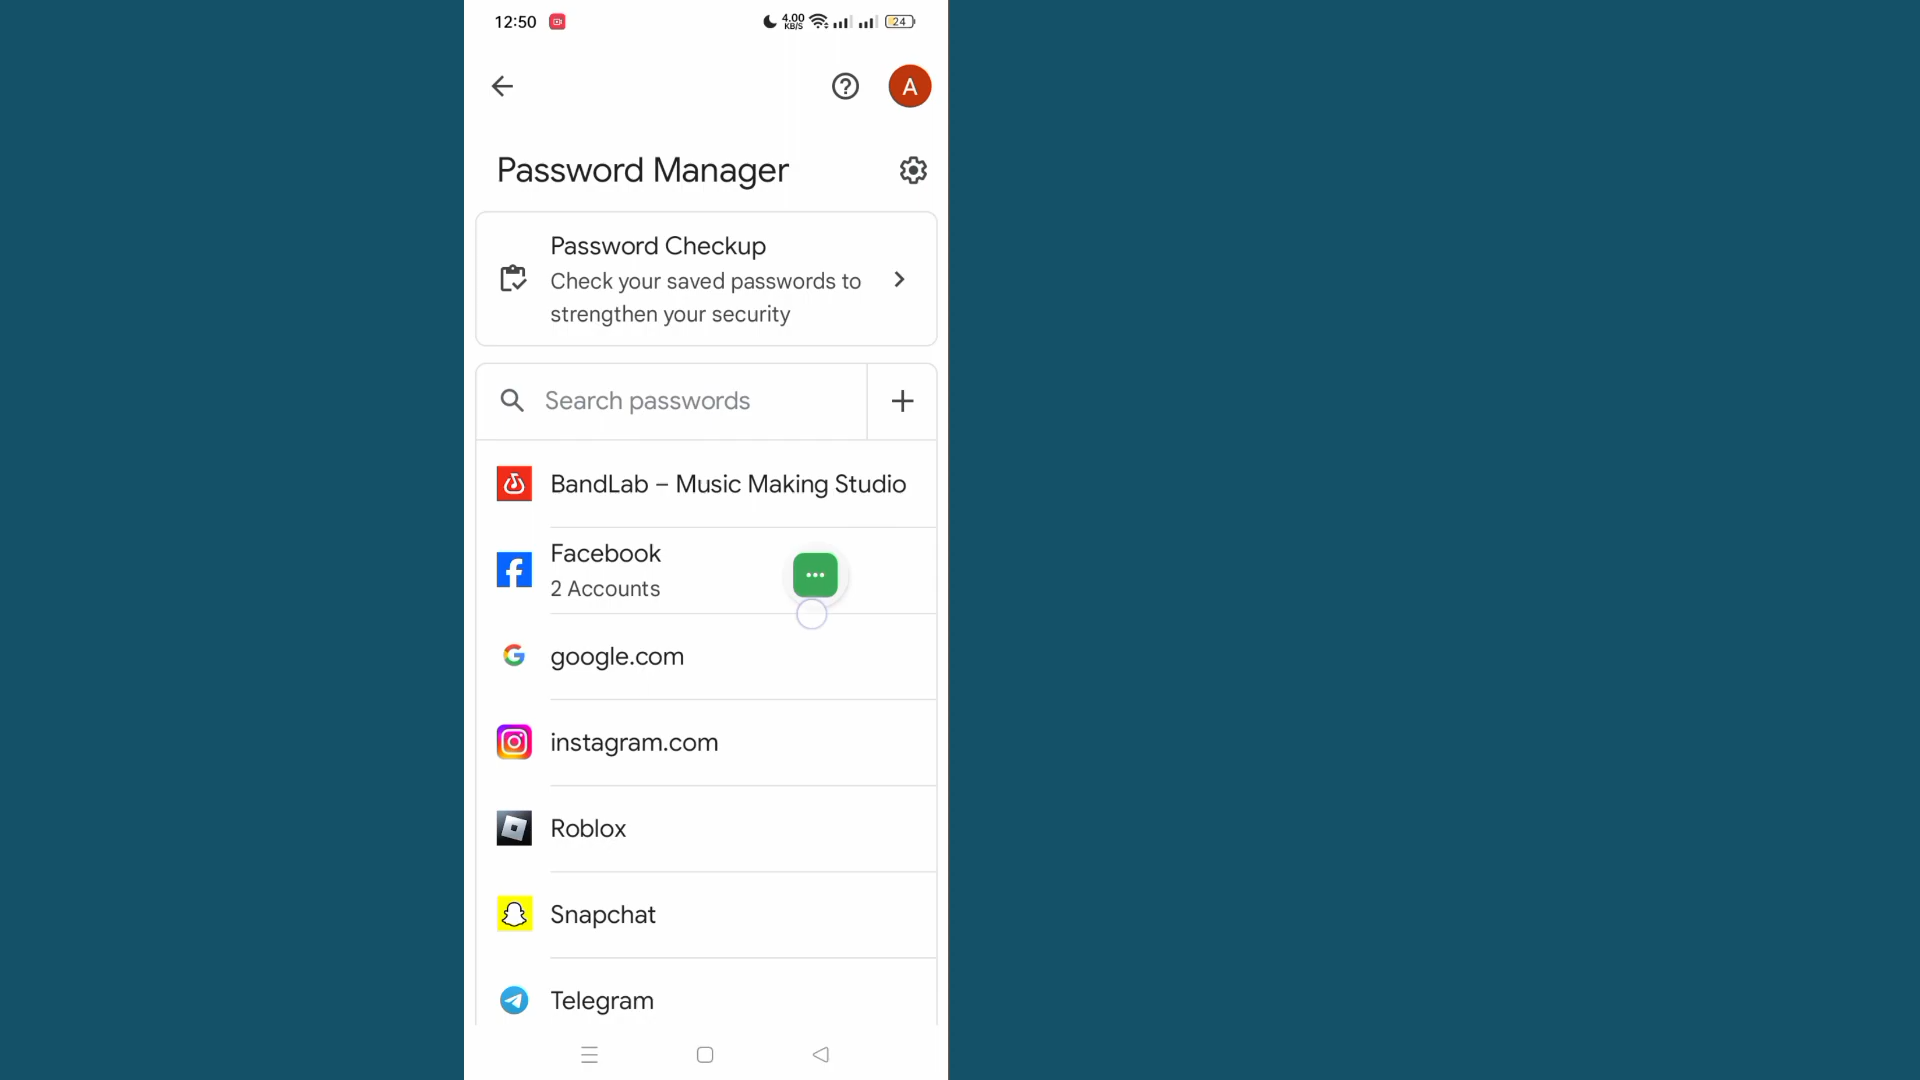 12:50
4.00
KB/S
24
A
Password Manager
Password Checkup
Check your saved passwords to
strengthen your security
Search passwords
BandLab – Music Making Studio
Facebook
2 Accounts
google.com
instagram.com
Roblox
Snapchat
Telegram